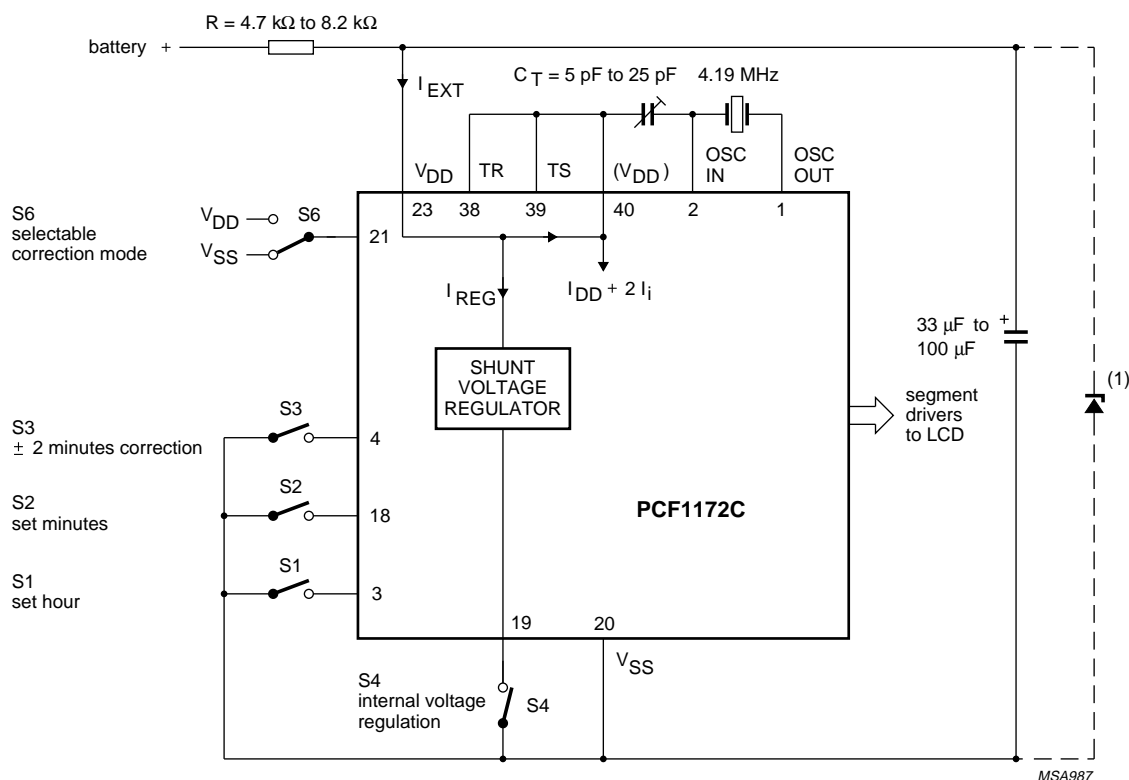 R = 4.7 kΩ to 8.2 kΩ
battery +
I EXT
C T = 5 pF to 25 pF
4.19 MHz
V DD
TR
TS
(V DD )
OSC
IN
OSC
OUT
23
38
39
40
2
1
S6
selectable
correction mode
V DD
V SS
S6
21
I REG
I DD + 2 I i
SHUNT
VOLTAGE
REGULATOR
33 µF to
100 µF
+
(1)
segment
drivers
to LCD
S3
± 2 minutes correction
S3
4
S2
set minutes
S2
18
PCF1172C
S1
set hour
S1
3
19
20
V SS
S4
internal voltage
regulation
S4
MSA987